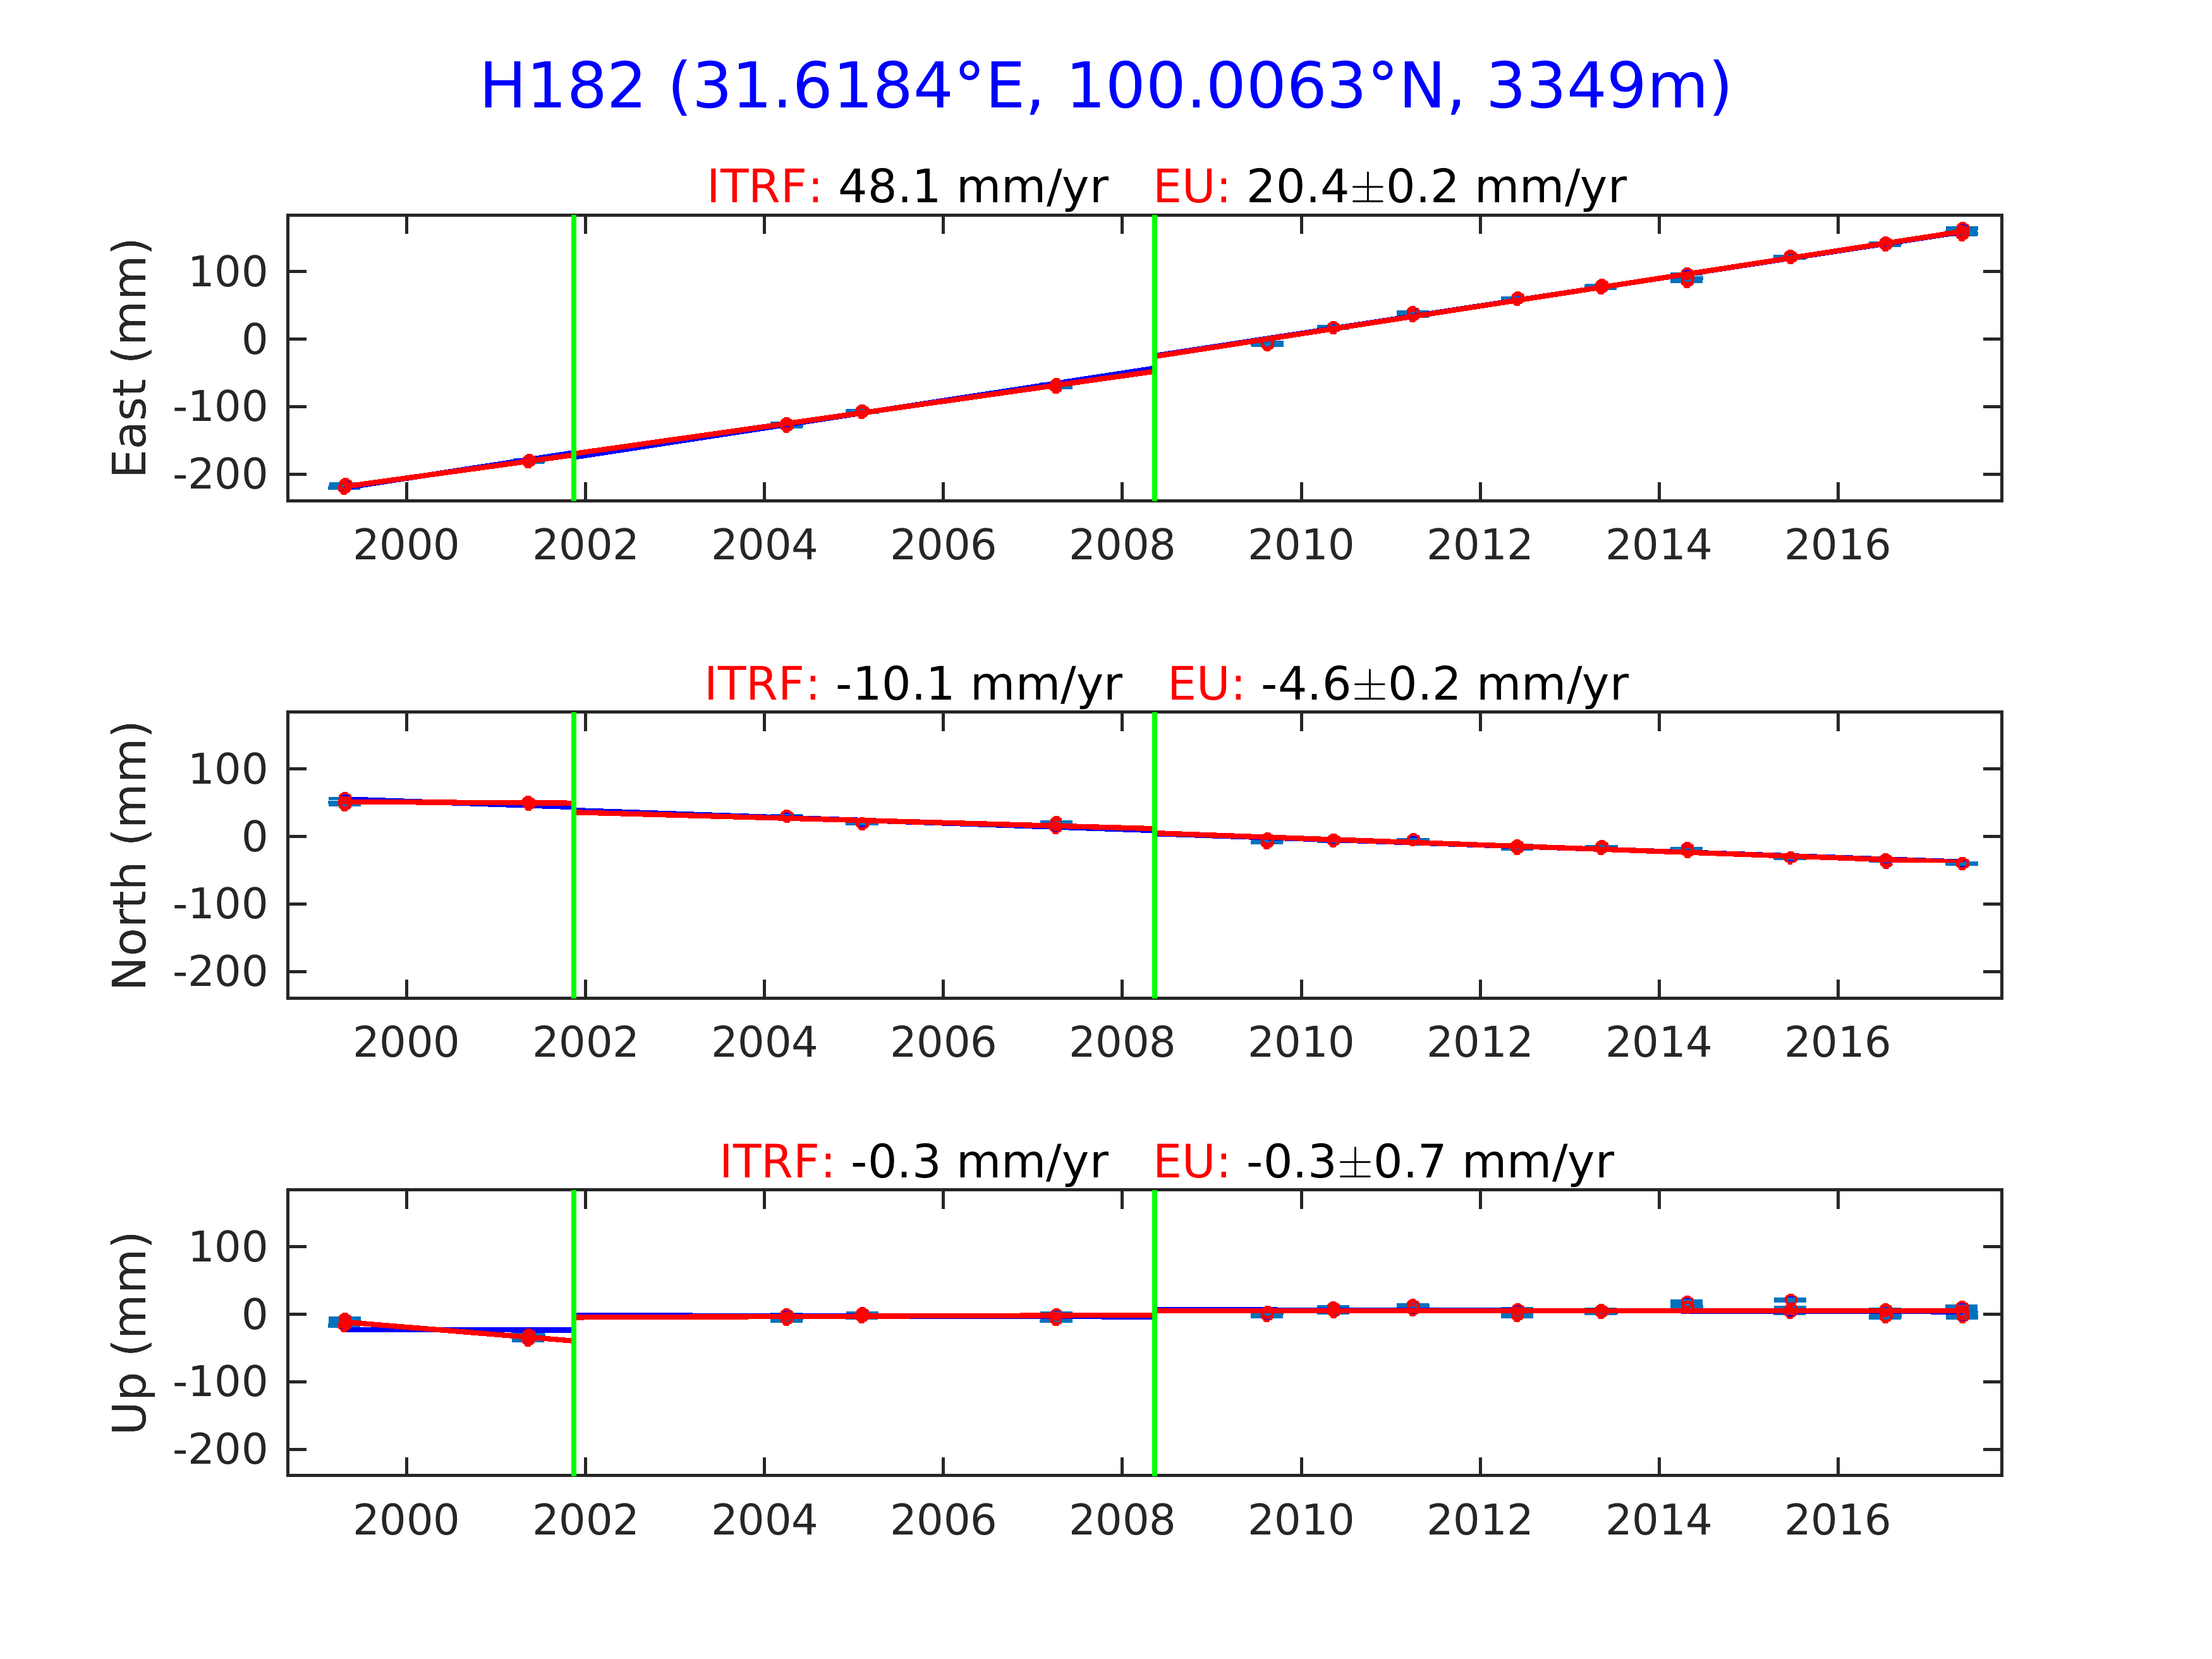 H182 (31.6184°E, 100.0063°N, 3349m)
ITRF: 48.1 mm/yr EU: 20.4±0.2 mm/yr
East (mm)
100
0
-100
-200
2000 2002 2004 2006 2008 2010 2012 2014 2016
ITRF: -10.1 mm/yr EU: -4.6±0.2 mm/yr
North (mm)
100
0
-100
-200
2000 2002 2004 2006 2008 2010 2012 2014 2016
ITRF: -0.3 mm/yr EU: -0.3±0.7 mm/yr
Up (mm)
100
0
-100
-200
2000 2002 2004 2006 2008 2010 2012 2014 2016